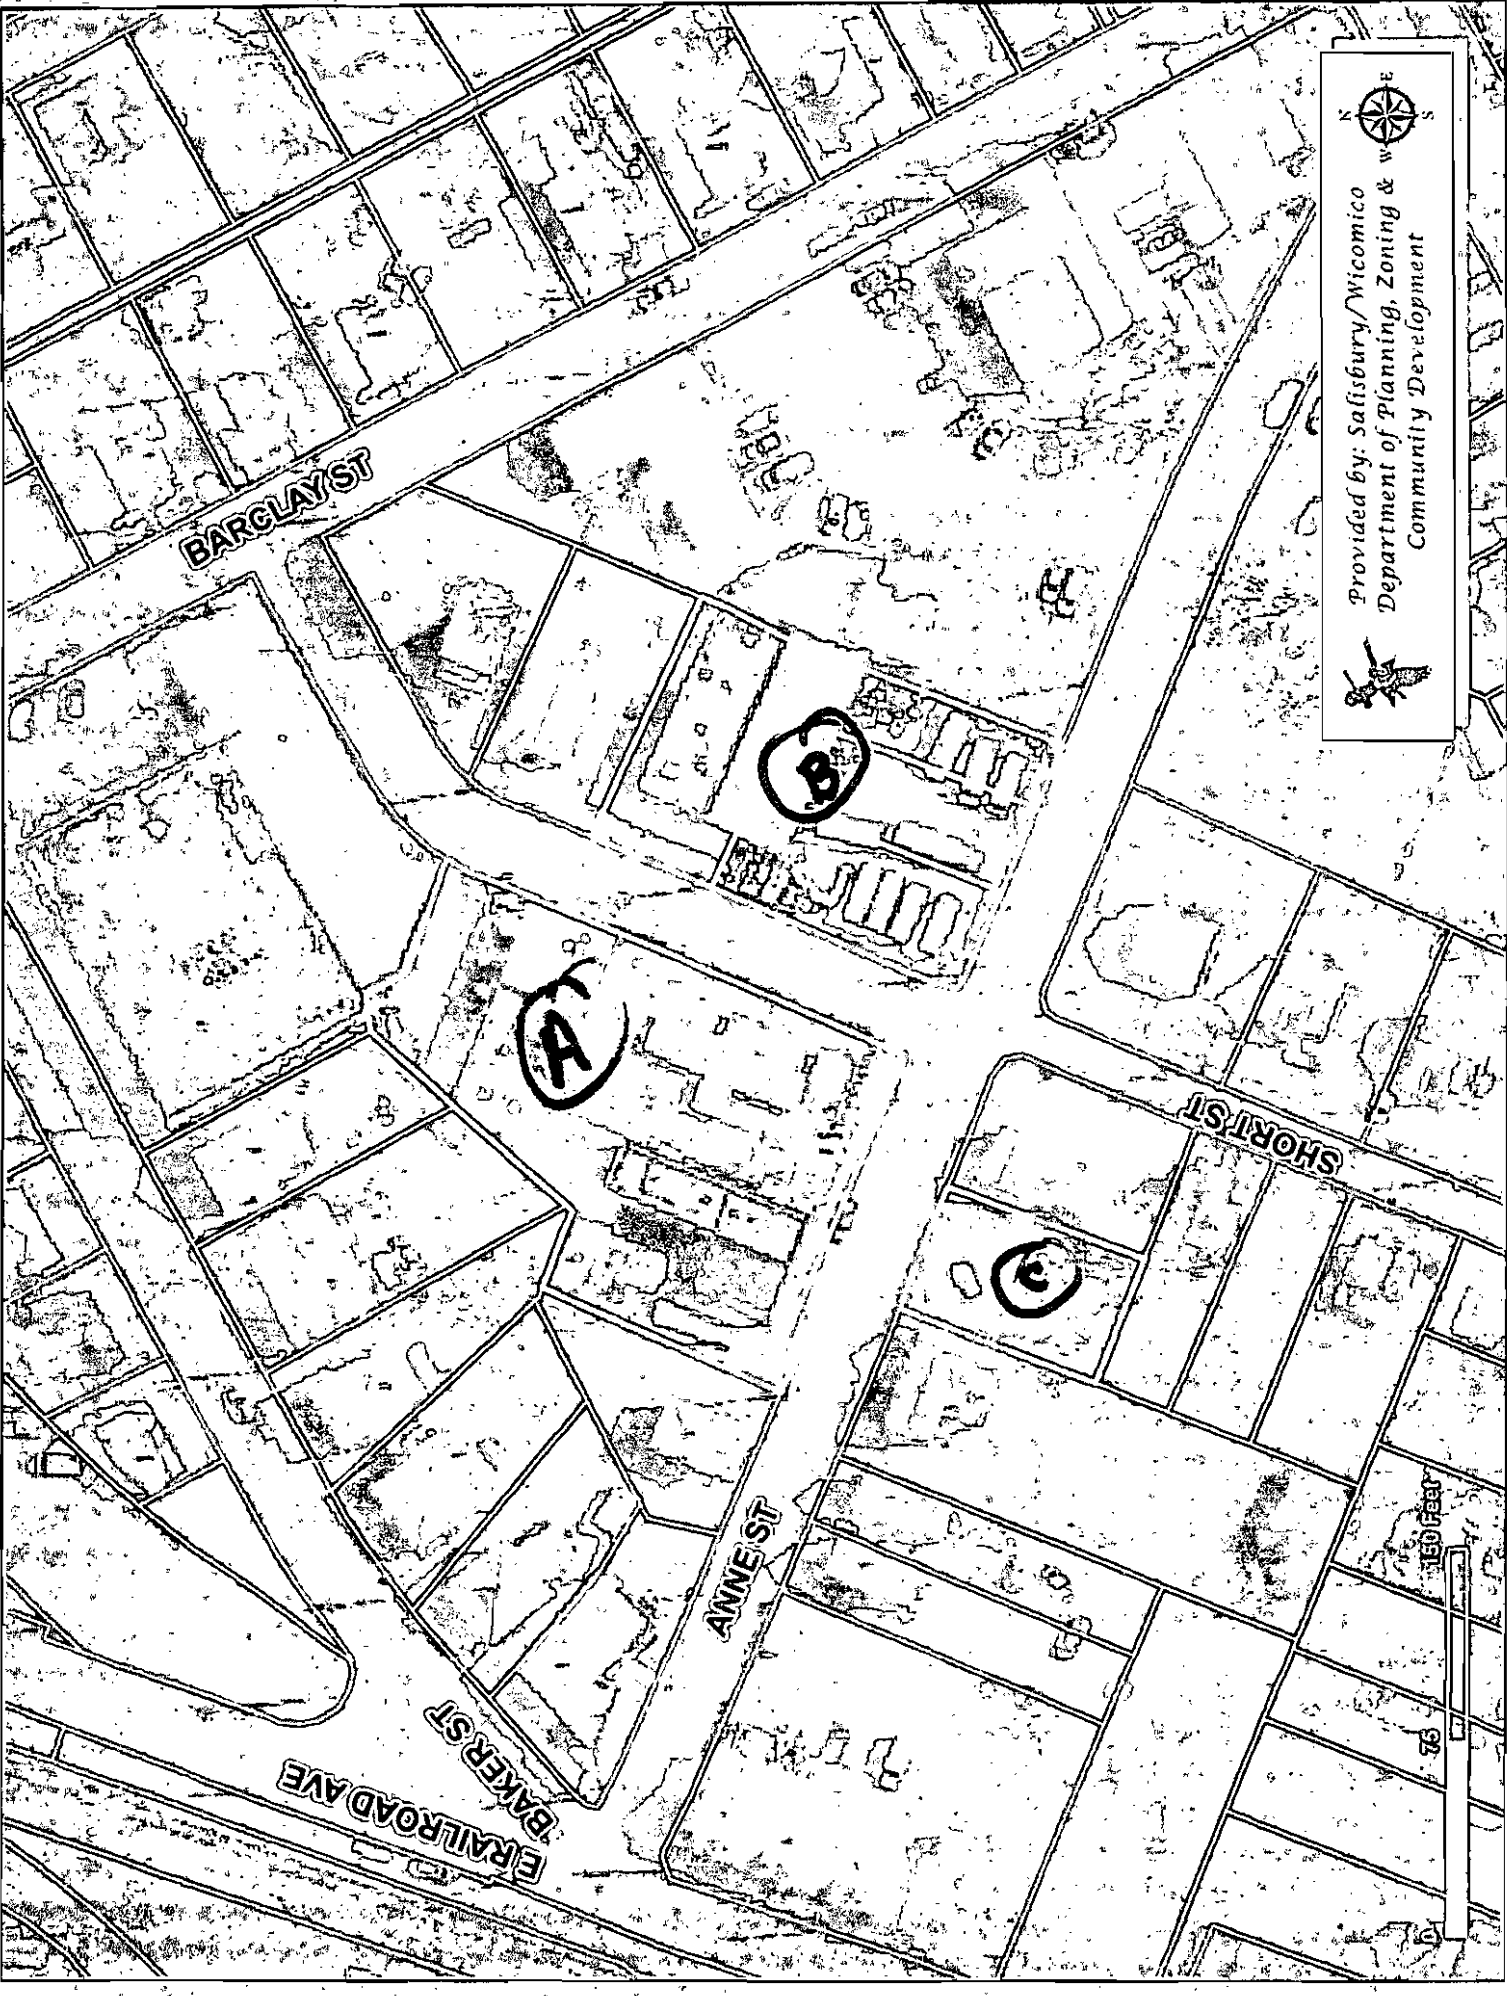 BARCLAY ST
A
B
C
SHORT ST
ANNE ST
BAKER ST
E RAILROAD AVE
Provided by: Salisbury/Wicomico
Department of Planning, Zoning &
Community Development
N
W E
S
0 75 150 Feet